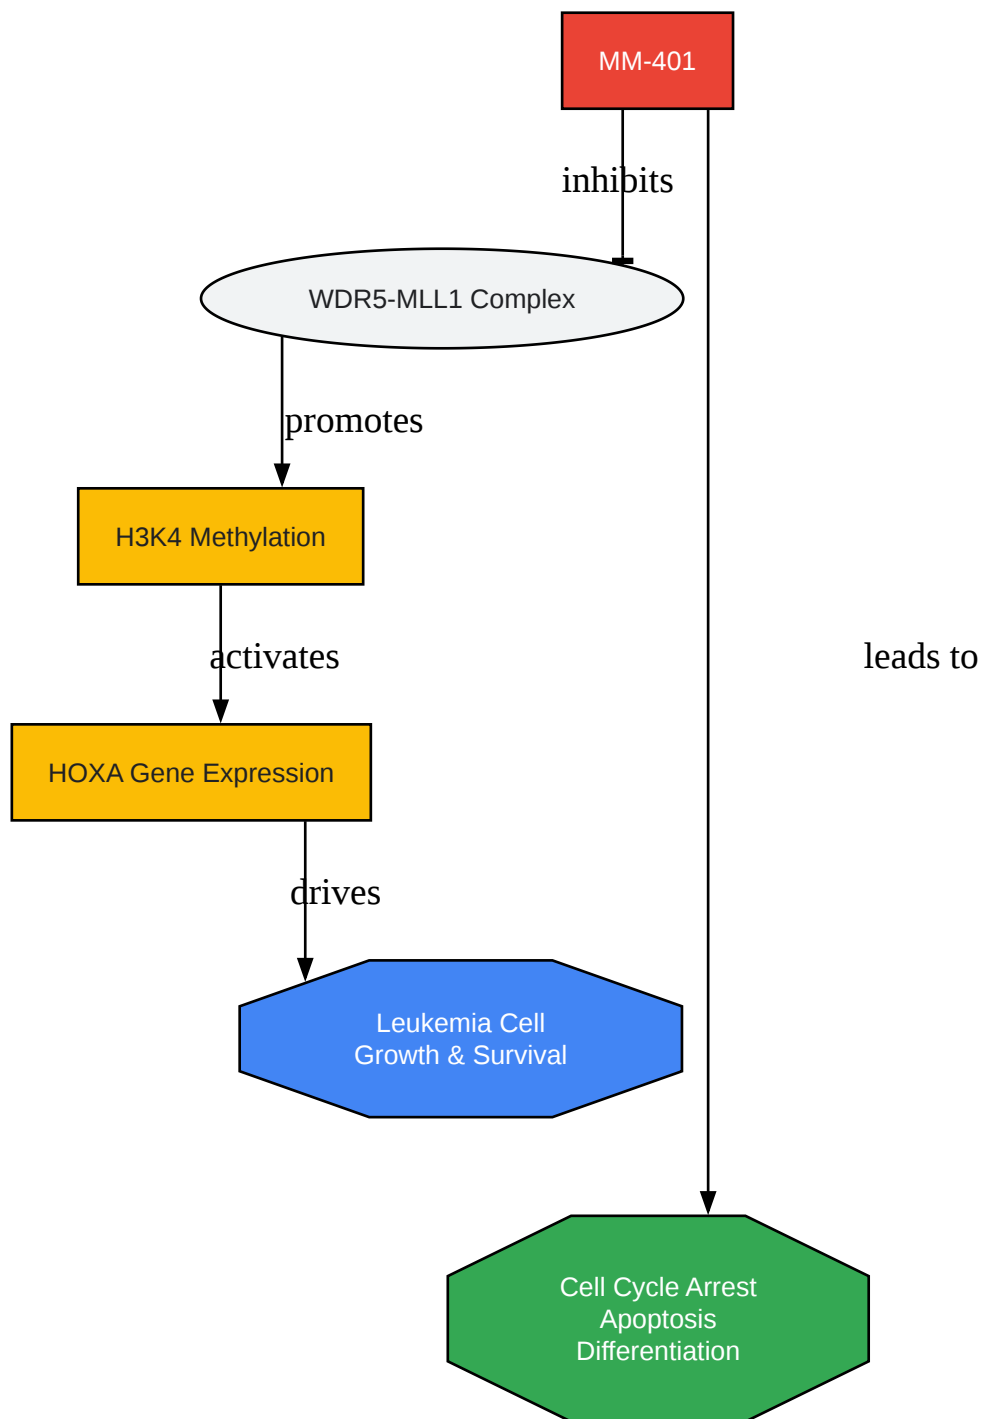 MM-401
inhibits
WDR5-MLL1 Complex
promotes
H3K4 Methylation
activates
leads to
HOXA Gene Expression
drives
Leukemia Cell
Growth & Survival
Cell Cycle Arrest
Apoptosis
Differentiation